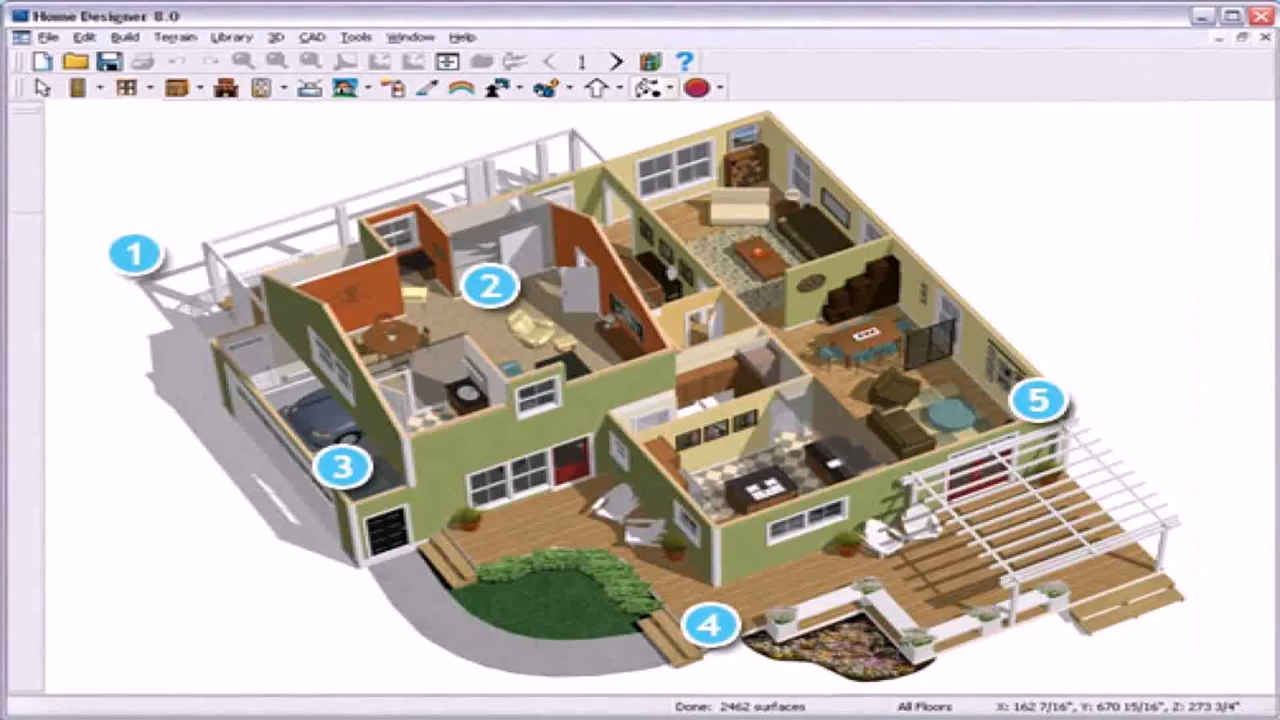 Home Designer 8.0
File Edit Build Terrain Library 3D CAD Tools Window Help
1
1
2
5
3
4
Done: 2462 surfaces All Floors X: 162 7/16", Y: 670 15/16", Z: 273 3/4"